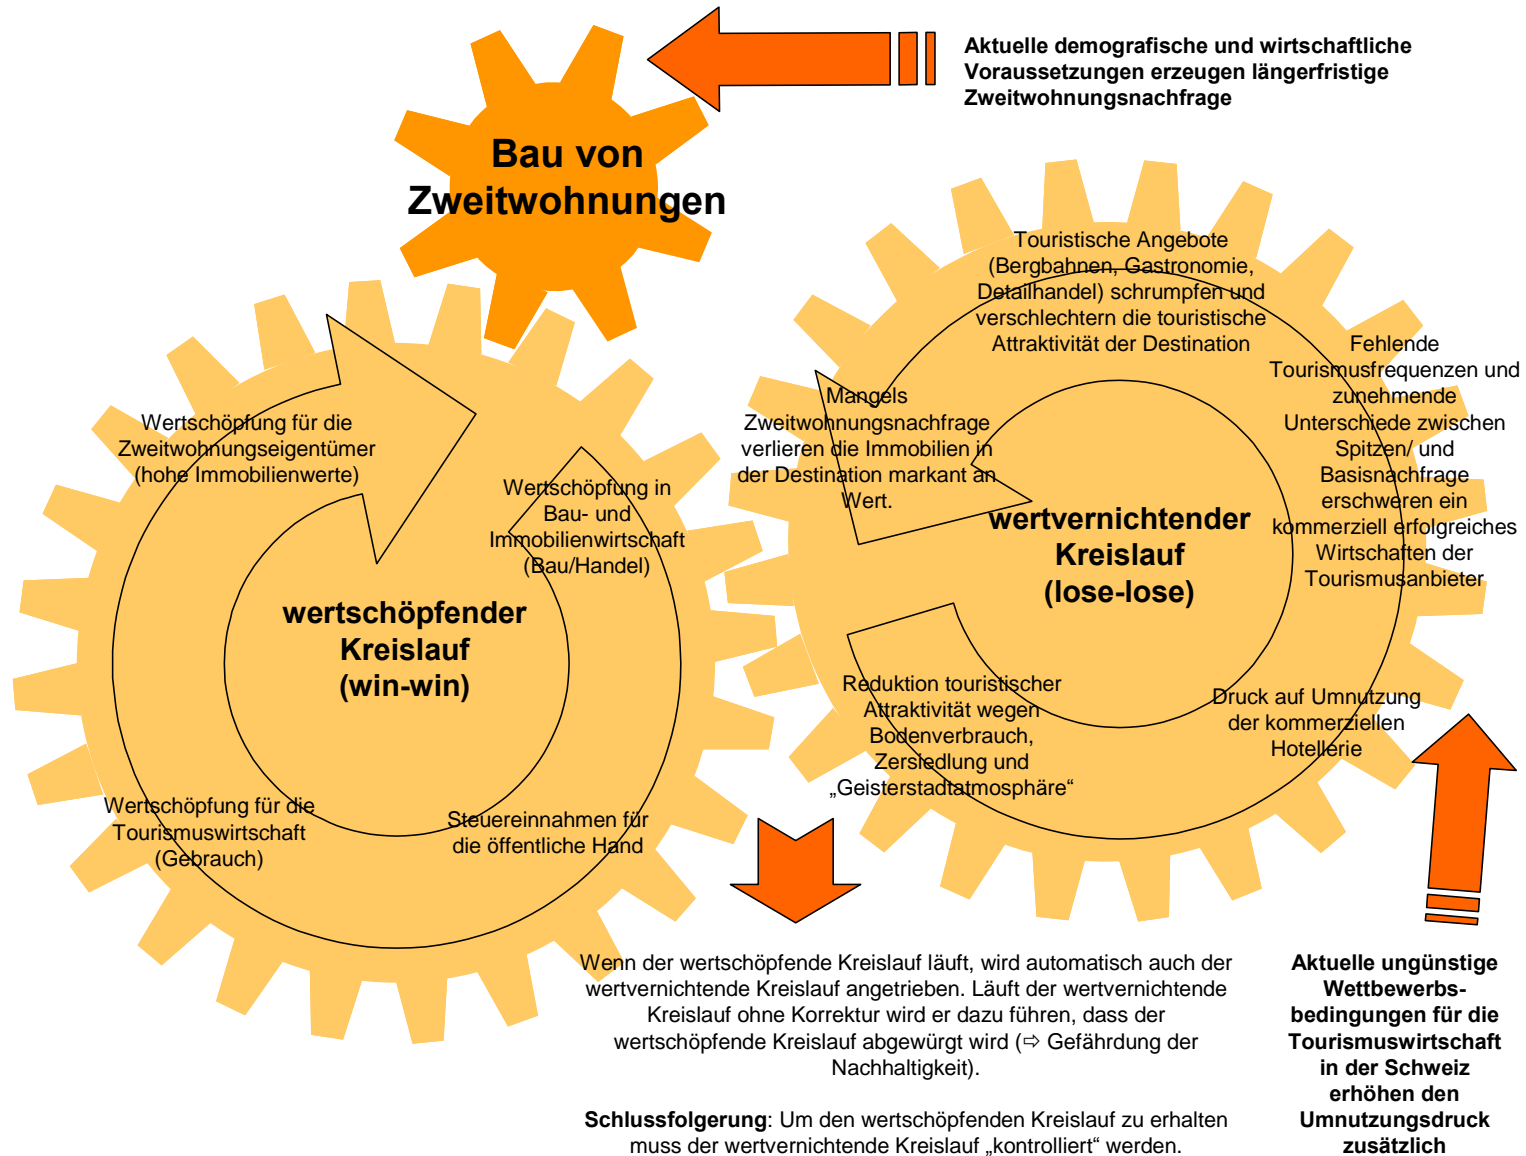 Aktuelle demografische und wirtschaftliche
Voraussetzungen erzeugen längerfristige
Zweitwohnungsnachfrage
Bau von
Zweitwohnungen
Wertschöpfung für die
Zweitwohnungseigentümer
(hohe Immobilienwerte)
Wertschöpfung in
Bau- und
Immobilienwirtschaft
(Bau/Handel)
wertschöpfender
Kreislauf
(win-win)
Wertschöpfung für die
Tourismuswirtschaft
(Gebrauch)
Steuereinnahmen für
die öffentliche Hand
Touristische Angebote
(Bergbahnen, Gastronomie,
Detailhandel) schrumpfen und
verschlechtern die touristische
Attraktivität der Destination
Mangels
Zweitwohnungsnachfrage
verlieren die Immobilien in
der Destination markant an
Wert.
Fehlende
Tourismusfrequenzen und
zunehmende
Unterschiede zwischen
Spitzen/ und
Basisnachfrage
erschweren ein
kommerziell erfolgreiches
Wirtschaften der
Tourismusanbieter
wertvernichtender
Kreislauf
(lose-lose)
Reduktion touristischer
Attraktivität wegen
Bodenverbrauch,
Zersiedlung und
„Geisterstadtatmosphäre“
Druck auf Umnutzung
der kommerziellen
Hotellerie
Wenn der wertschöpfende Kreislauf läuft, wird automatisch auch der
wertvernichtende Kreislauf angetrieben. Läuft der wertvernichtende
Kreislauf ohne Korrektur wird er dazu führen, dass der
wertschöpfende Kreislauf abgewürgt wird (⇨ Gefährdung der
Nachhaltigkeit).
Schlussfolgerung: Um den wertschöpfenden Kreislauf zu erhalten
muss der wertvernichtende Kreislauf „kontrolliert“ werden.
Aktuelle ungünstige
Wettbewerbs-
bedingungen für die
Tourismuswirtschaft
in der Schweiz
erhöhen den
Umnutzungsdruck
zusätzlich